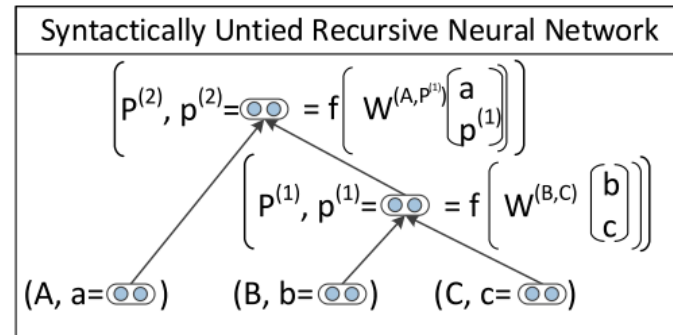 Syntactically Untied Recursive Neural Network
(P⁽²⁾, p⁽²⁾= = f(W⁽ᴬ,ᴾ⁽¹⁾⁾(a p⁽¹⁾)))
(P⁽¹⁾, p⁽¹⁾= = f(W⁽ᴮ,ꟲ⁾(b c)))
(A, a= ) (B, b= ) (C, c= )